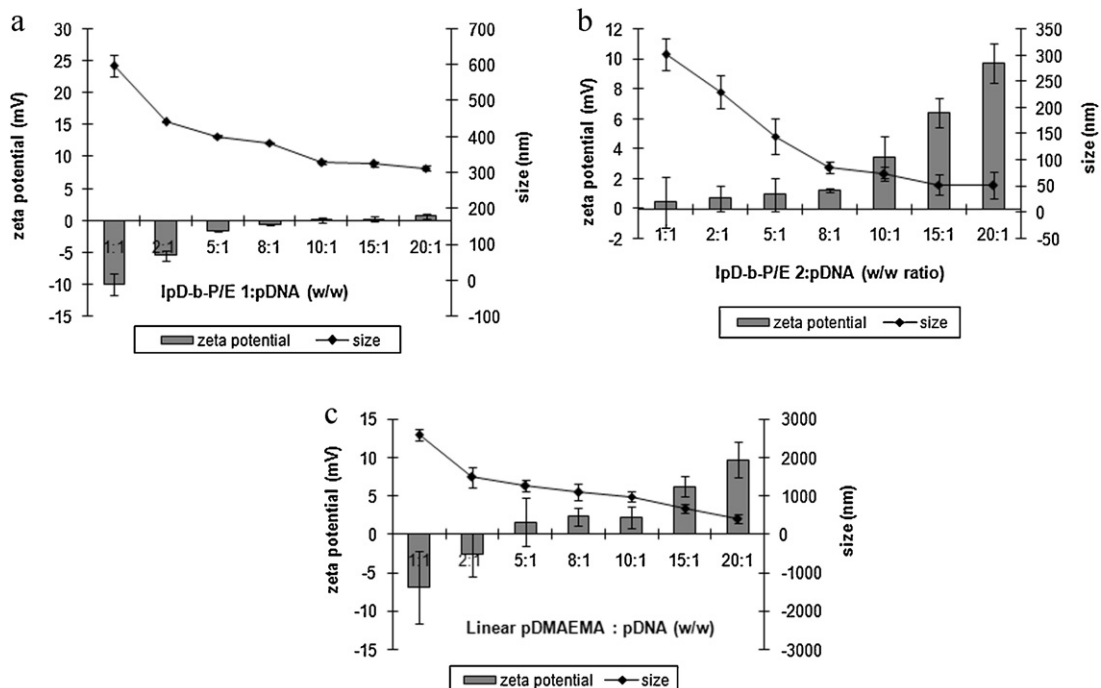 a
zeta potential (mV)
30
25
20
15
10
5
0
-5
-10
-15
1:1 2:1 5:1 8:1 10:1 15:1 20:1
700
600
500
400
300
200
100
0
-100
size (nm)
IpD-b-P/E 1:pDNA (w/w)
zeta potential size
b
zeta potential (mV)
12
10
8
6
4
2
0
-2
1:1 2:1 5:1 8:1 10:1 15:1 20:1
350
300
250
200
150
100
50
0
-50
size (nm)
IpD-b-P/E 2:pDNA (w/w ratio)
zeta potential size
c
zeta potential (mV)
15
10
5
0
-5
-10
-15
1:1 2:1 5:1 8:1 10:1 15:1 20:1
3000
2000
1000
0
-1000
-2000
-3000
size (nm)
Linear pDMAEMA : pDNA (w/w)
zeta potential size